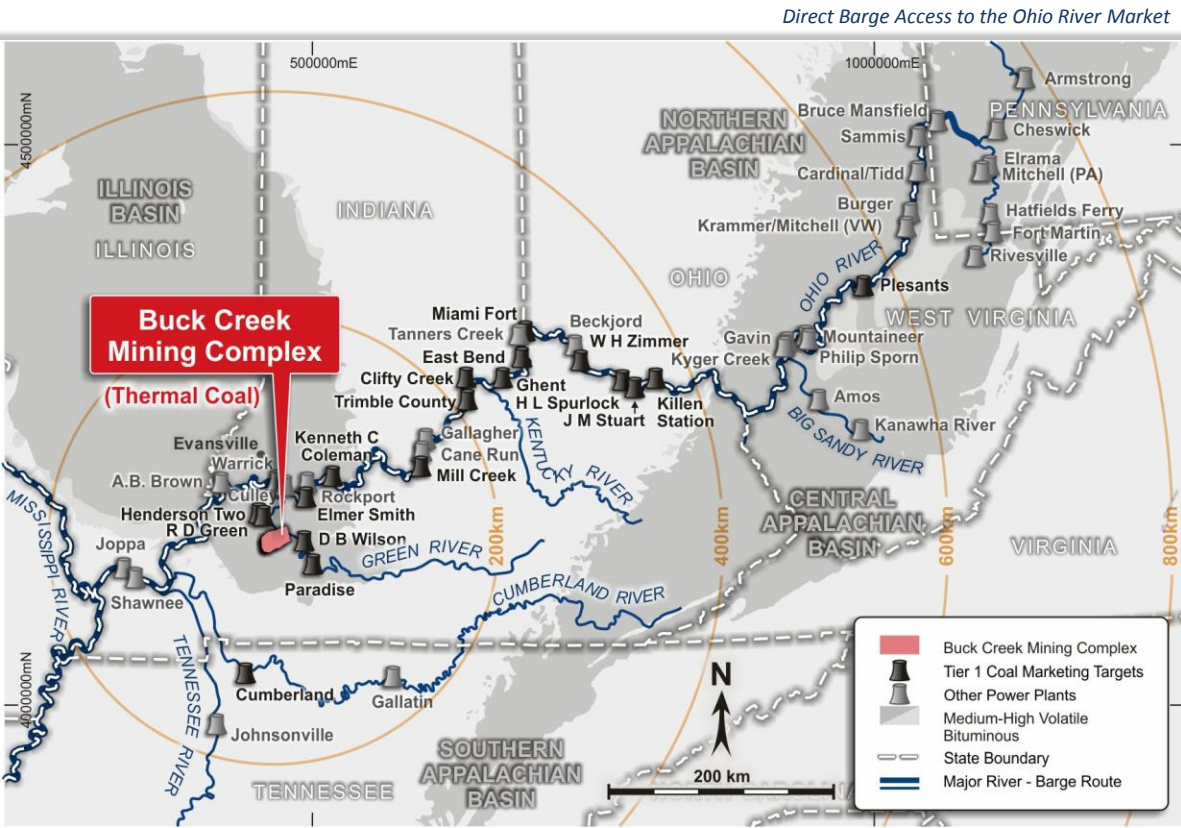 Direct Barge Access to the Ohio River Market
500000mE
1000000mE
4500000mN
4000000mN
Armstrong
PENNSYLVANIA
Bruce Mansfield
Cheswick
Sammis
NORTHERN
APPALACHIAN
BASIN
Elrama
Mitchell (PA)
Cardinal/Tidd
ILLINOIS
BASIN
INDIANA
ILLINOIS
Burger
Hatfields Ferry
Krammer/Mitchell (VW)
Fort Martin
Rivesville
OHIO
OHIO RIVER
Plesants
WEST VIRGINIA
Buck Creek
Mining Complex
(Thermal Coal)
Miami Fort
Tanners Creek
Beckjord
W H Zimmer
Gavin
Mountaineer
Kyger Creek
Philip Sporn
East Bend
Clifty Creek
Ghent
Trimble County
H L Spurlock
J M Stuart
Killen
Station
Amos
Kanawha River
BIG SANDY RIVER
KENTUCKY RIVER
Evansville
Warrick
Kenneth C
Coleman
Gallagher
Cane Run
Mill Creek
A.B. Brown
Culley
Rockport
Henderson Two
Elmer Smith
R D Green
D B Wilson
GREEN RIVER
Paradise
CENTRAL
APPALACHIAN
BASIN
VIRGINIA
200km
400km
600km
800km
MISSISSIPPI RIVER
Joppa
Shawnee
CUMBERLAND RIVER
TENNESSEE RIVER
Cumberland
Gallatin
Johnsonville
SOUTHERN
APPALACHIAN
BASIN
TENNESSEE
N
200 km
NORTH CAROLINA
Buck Creek Mining Complex
Tier 1 Coal Marketing Targets
Other Power Plants
Medium-High Volatile
Bituminous
State Boundary
Major River - Barge Route